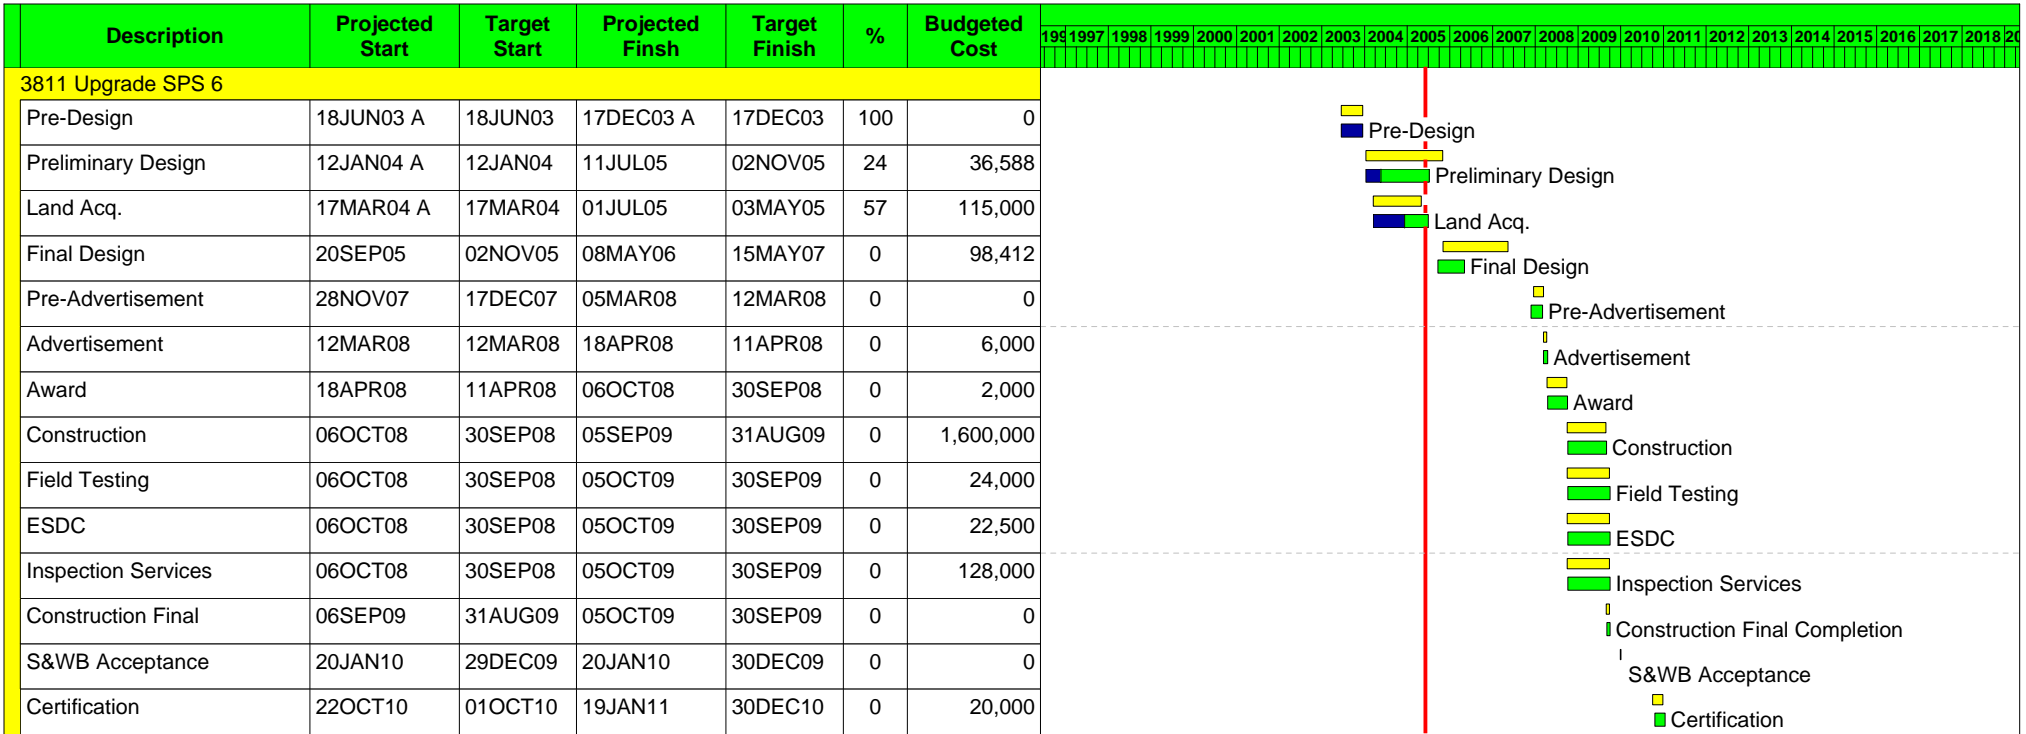 Description Projected Start Target Start Projected Finsh Target Finish % Budgeted Cost
199 1997 1998 1999 2000 2001 2002 2003 2004 2005 2006 2007 2008 2009 2010 2011 2012 2013 2014 2015 2016 2017 2018 20
3811 Upgrade SPS 6
Pre-Design 18JUN03 A 18JUN03 17DEC03 A 17DEC03 100 0
Pre-Design
Preliminary Design 12JAN04 A 12JAN04 11JUL05 02NOV05 24 36,588
Preliminary Design
Land Acq. 17MAR04 A 17MAR04 01JUL05 03MAY05 57 115,000
Land Acq.
Final Design 20SEP05 02NOV05 08MAY06 15MAY07 0 98,412
Final Design
Pre-Advertisement 28NOV07 17DEC07 05MAR08 12MAR08 0 0
Pre-Advertisement
Advertisement 12MAR08 12MAR08 18APR08 11APR08 0 6,000
Advertisement
Award 18APR08 11APR08 06OCT08 30SEP08 0 2,000
Award
Construction 06OCT08 30SEP08 05SEP09 31AUG09 0 1,600,000
Construction
Field Testing 06OCT08 30SEP08 05OCT09 30SEP09 0 24,000
Field Testing
ESDC 06OCT08 30SEP08 05OCT09 30SEP09 0 22,500
ESDC
Inspection Services 06OCT08 30SEP08 05OCT09 30SEP09 0 128,000
Inspection Services
Construction Final 06SEP09 31AUG09 05OCT09 30SEP09 0 0
Construction Final Completion
S&WB Acceptance 20JAN10 29DEC09 20JAN10 30DEC09 0 0
S&WB Acceptance
Certification 22OCT10 01OCT10 19JAN11 30DEC10 0 20,000
Certification